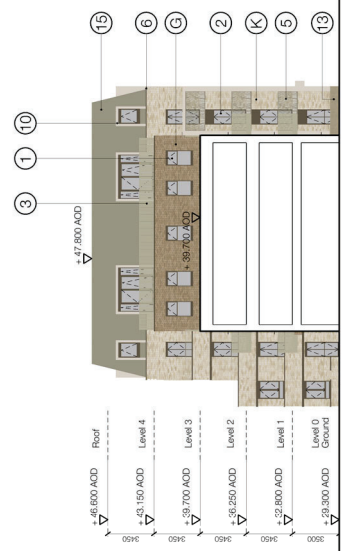 15
6
G
2
K
5
13
10
1
3
+ 47.800 AOD
+ 39.700 AOD
Roof
+ 46.600 AOD
Level 4
+ 43.150 AOD
Level 3
+ 39.700 AOD
Level 2
+ 36.250 AOD
Level 1
+ 32.800 AOD
Level 0
Ground
+ 29.300 AOD
3450
3450
3450
3450
3500